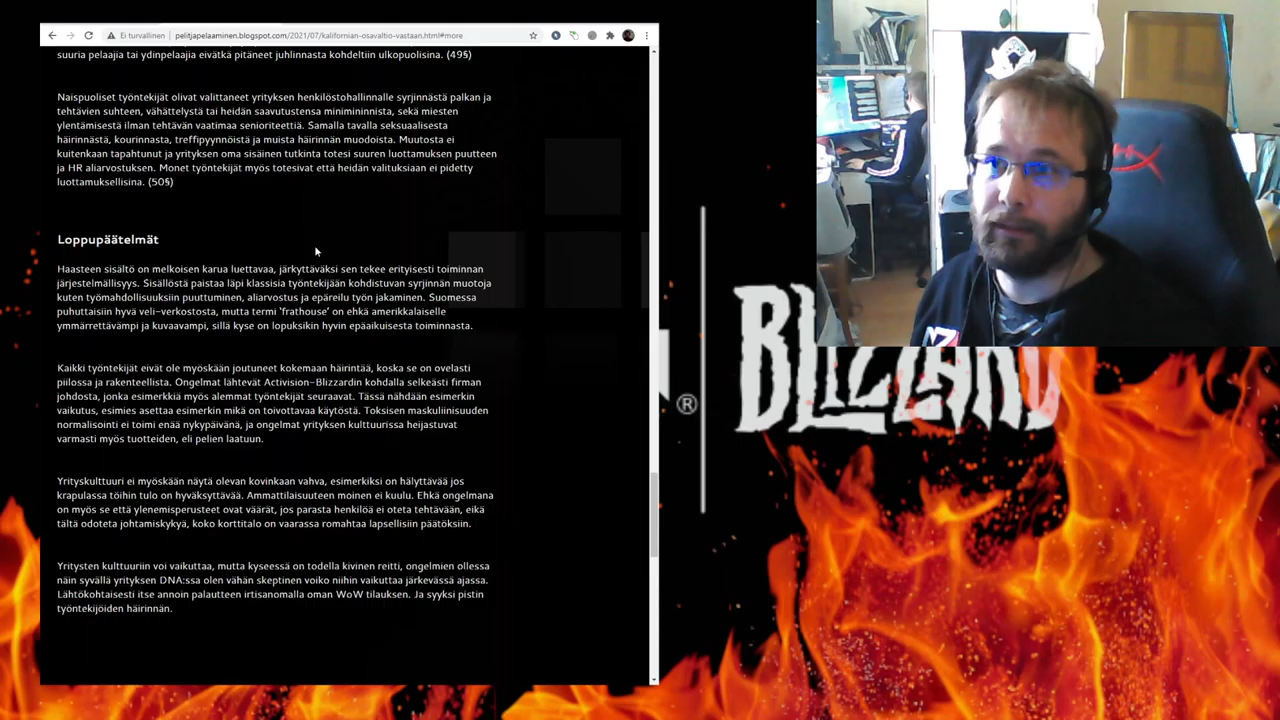 Ei turvallinen
pelitjapelaaminen.blogspot.com/2021/07/kalifornian-osavaltio-vastaan.html#more
suuria pelaajia tai ydinpelaajia eivätkä pitäneet juhlinnasta kohdeltiin ulkopuolisina. (49§)
Naispuoliset työntekijät olivat valittaneet yrityksen henkilöstohallinnalle syrjinnästä palkan ja
tehtävien suhteen, vähättelystä tai heidän saavutustensa minimininnista, sekä miesten
ylentämisestä ilman tehtävän vaatimaa senioriteettiä. Samalla tavalla seksuaalisesta
häirinnästä, kourinnasta, treffipyynnöistä ja muista häirinnän muodoista. Muutosta ei
kuitenkaan tapahtunut ja yrityksen oma sisäinen tutkinta totesi suuren luottamuksen puutteen
ja HR aliarvostuksen. Monet työntekijät myös totesivat että heidän valituksiaan ei pidetty
luottamuksellisina. (50§)
Loppupäätelmät
Haasteen sisältö on melkoisen karua luettavaa, järkyttäväksi sen tekee erityisesti toiminnan
järjestelmällisyys. Sisällöstä paistaa läpi klassisia työntekijään kohdistuvan syrjinnän muotoja
kuten työmahdollisuuksiin puuttuminen, aliarvostus ja epäreilu työn jakaminen. Suomessa
puhuttaisiin hyvä veli-verkostosta, mutta termi 'frathouse' on ehkä amerikkalaiselle
ymmärrettävämpi ja kuvaavampi, sillä kyse on lopuksikin hyvin epäaikuisesta toiminnasta.
Kaikki työntekijät eivät ole myöskään joutuneet kokemaan häirintää, koska se on ovelasti
piilossa ja rakenteellista. Ongelmat lähtevät Activision-Blizzardin kohdalla selkeästi firman
johdosta, jonka esimerkkiä myös alemmat työntekijät seuraavat. Tässä nähdään esimerkin
vaikutus, esimies asettaa esimerkin mikä on toivottavaa käytöstä. Toksisen maskuliinisuuden
normalisointi ei toimi enää nykypäivänä, ja ongelmat yrityksen kulttuurissa heijastuvat
varmasti myös tuotteiden, eli pelien laatuun.
Yrityskulttuuri ei myöskään näytä olevan kovinkaan vahva, esimerkiksi on hälyttävää jos
krapulassa töihin tulo on hyväksyttävää. Ammattilaisuuteen moinen ei kuulu. Ehkä ongelmana
on myös se että ylenemisperusteet ovat väärät, jos parasta henkilöä ei oteta tehtävään, eikä
tältä odoteta johtamiskykyä, koko korttitalo on vaarassa romahtaa lapsellisiin päätöksiin.
Yritysten kulttuuriin voi vaikuttaa, mutta kyseessä on todella kivinen reitti, ongelmien ollessa
näin syvällä yrityksen DNA:ssa olen vähän skeptinen voiko niihin vaikuttaa järkevässä ajassa.
Lähtökohtaisesti itse annoin palautteen irtisanomalla oman WoW tilauksen. Ja syyksi pistin
työntekijöiden häirinnän.
® BLIZZARD